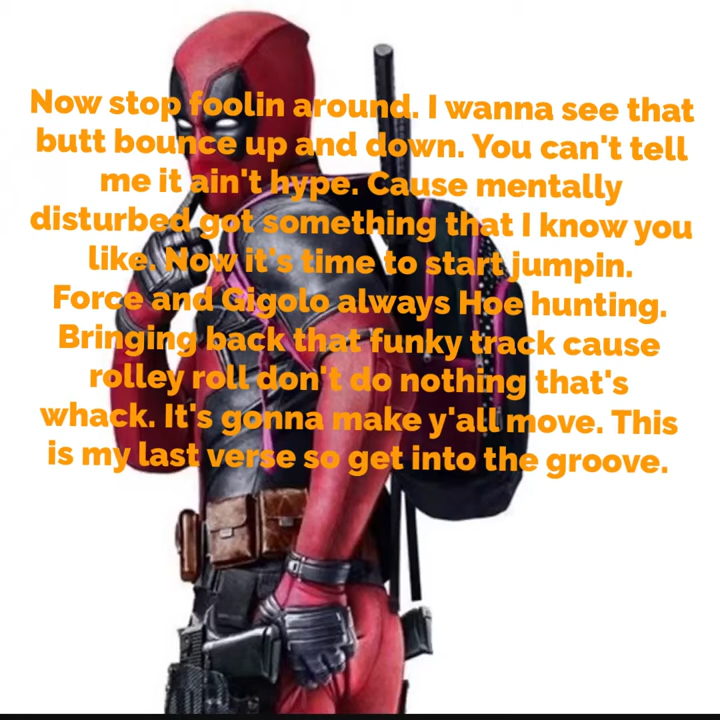 Now stop foolin around. I wanna see that
butt bounce up and down. You can't tell
me it ain't hype. Cause mentally
disturbed got something that I know you
like. Now it's time to start jumpin.
Force and Gigolo always Hoe hunting.
Bringing back that funky track cause
rolley roll don't do nothing that's
whack. It's gonna make y'all move. This
is my last verse so get into the groove.